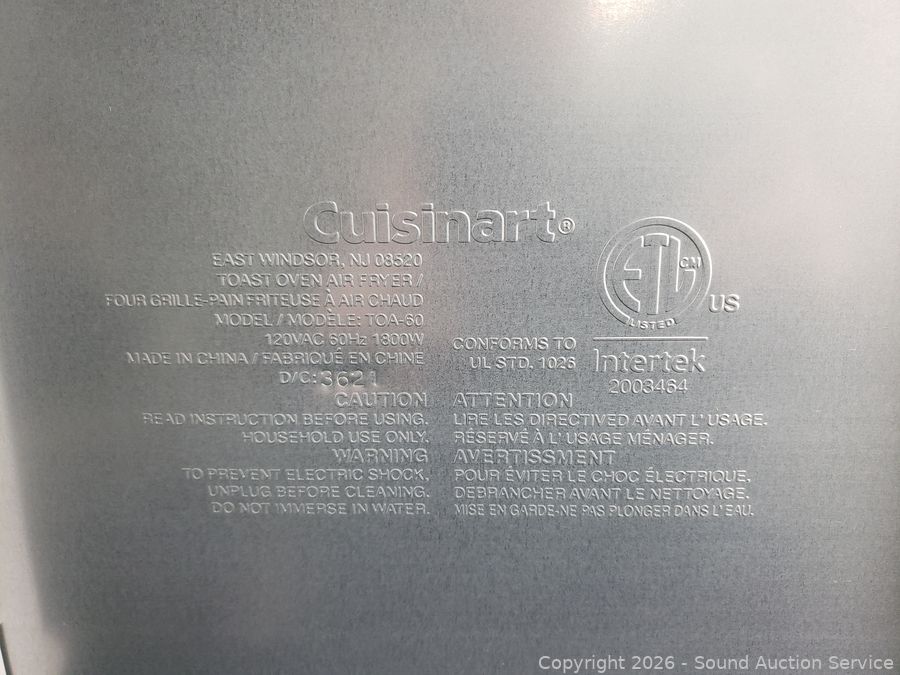 Cuisinart®
EAST WINDSOR, NJ 08520
TOAST OVEN AIR FRYER /
FOUR GRILLE-PAIN FRITEUSE À AIR CHAUD
MODEL / MODÈLE: TOA-60
120VAC 60Hz 1800W
MADE IN CHINA / FABRIQUÉ EN CHINE
D/C: 3621
CONFORMS TO
UL STD. 1026
ETL CM
LISTED
US
Intertek
2003464
CAUTION
READ INSTRUCTION BEFORE USING.
HOUSEHOLD USE ONLY.
WARNING
TO PREVENT ELECTRIC SHOCK,
UNPLUG BEFORE CLEANING.
DO NOT IMMERSE IN WATER.
ATTENTION
LIRE LES DIRECTIVED AVANT L' USAGE.
RÉSERVÉ À L' USAGE MÉNAGER.
AVERTISSMENT
POUR ÉVITER LE CHOC ÉLECTRIQUE.
DEBRANCHER AVANT LE NETTOYAGE.
MISE EN GARDE-NE PAS PLONGER DANS L' EAU.
Copyright 2026 - Sound Auction Service